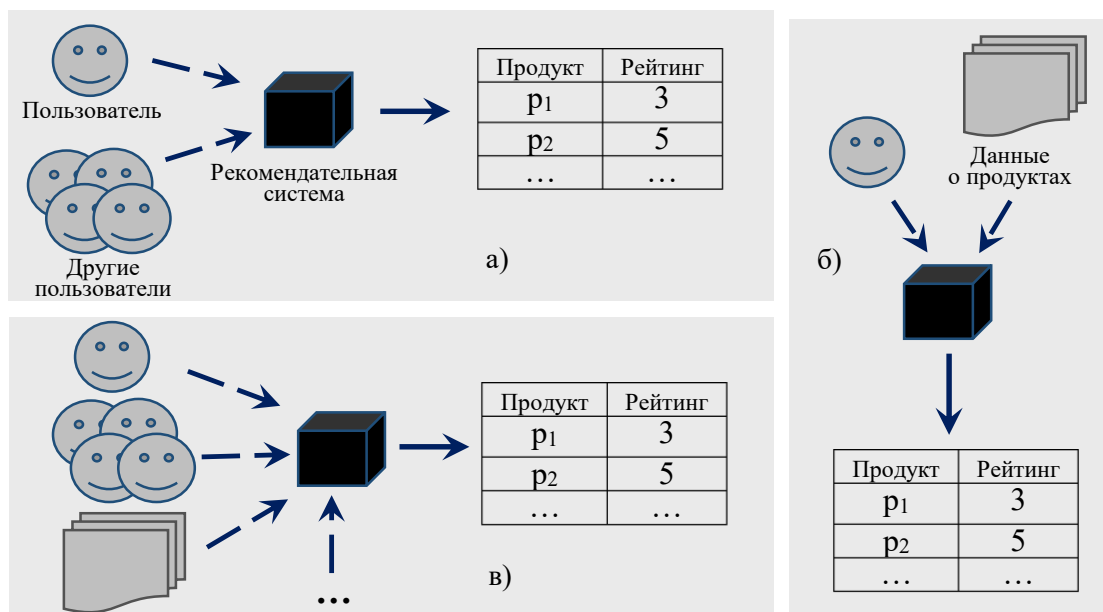 Пользователь
Другие
пользователи
Рекомендательная
система
Продукт Рейтинг
p1 3
p2 5
… …
а)
Данные
о продуктах
б)
Продукт Рейтинг
p1 3
p2 5
… …
Продукт Рейтинг
p1 3
p2 5
… …
…
в)